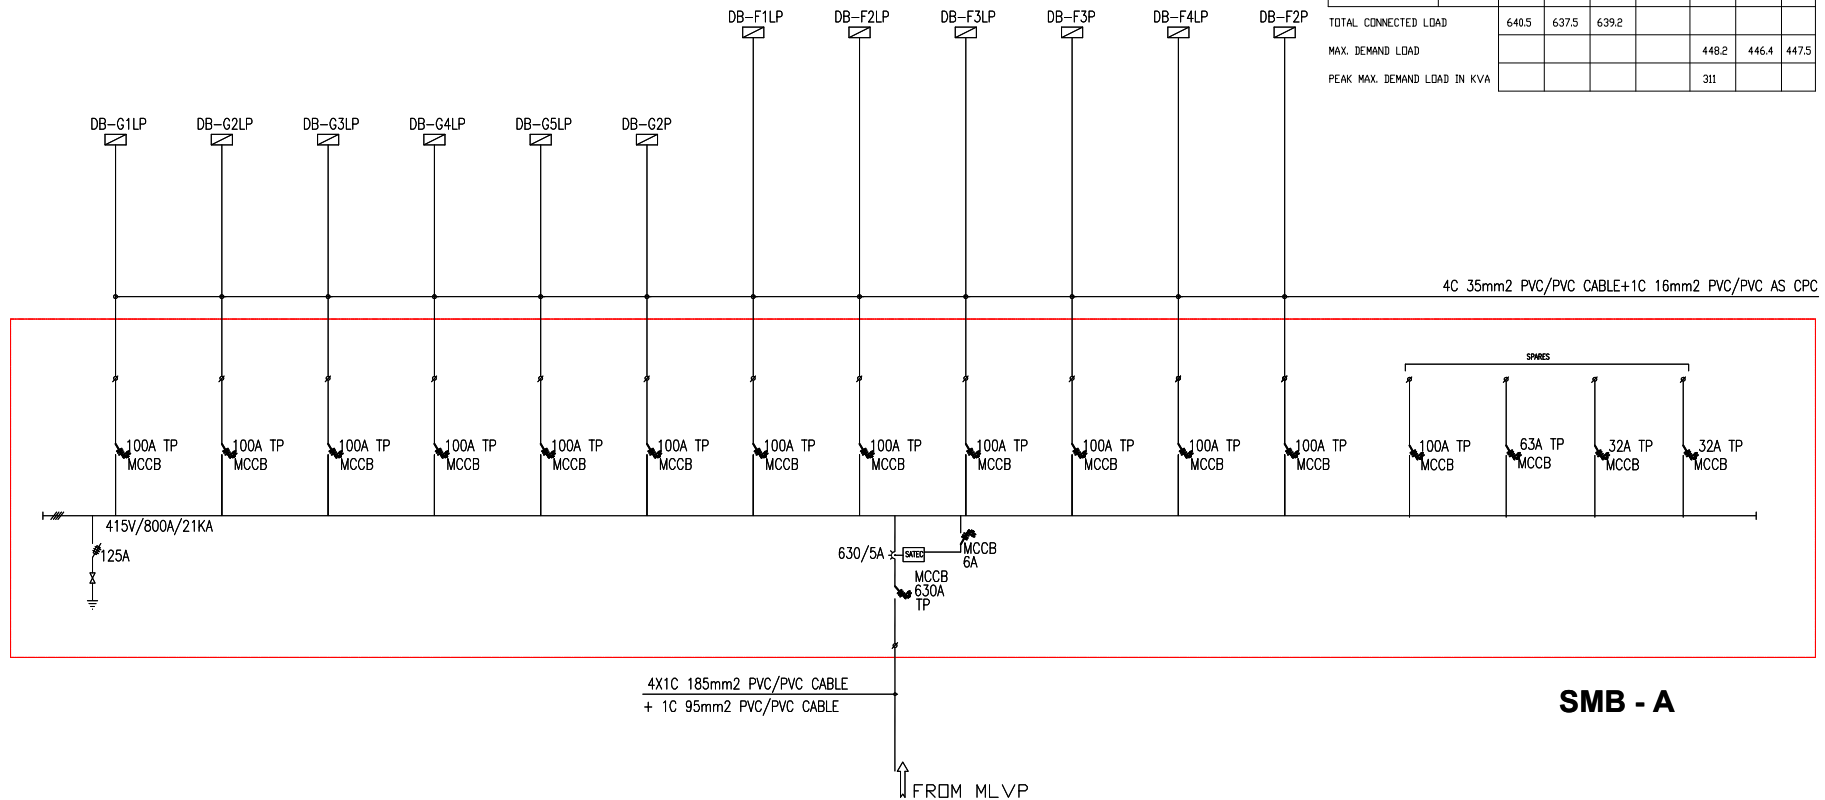 DB-F1LP DB-F2LP DB-F3LP DB-F3P DB-F4LP DB-F2P
TOTAL CONNECTED LOAD 640.5 637.5 639.2
MAX. DEMAND LOAD 448.2 446.4 447.5
PEAK MAX. DEMAND LOAD IN KVA 311
DB-G1LP DB-G2LP DB-G3LP DB-G4LP DB-G5LP DB-G2P
4C 35mm2 PVC/PVC CABLE+1C 16mm2 PVC/PVC AS CPC
SPARES
100A TP 100A TP 100A TP 100A TP 100A TP 100A TP 100A TP 100A TP 100A TP 100A TP 100A TP 100A TP 100A TP 63A TP 32A TP 32A TP
MCCB MCCB MCCB MCCB MCCB MCCB MCCB MCCB MCCB MCCB MCCB MCCB MCCB MCCB MCCB MCCB
415V/800A/21KA
125A
630/5A SATEC MCCB
6A
MCCB
630A
TP
4X1C 185mm2 PVC/PVC CABLE
+ 1C 95mm2 PVC/PVC CABLE
SMB - A
FROM MLVP